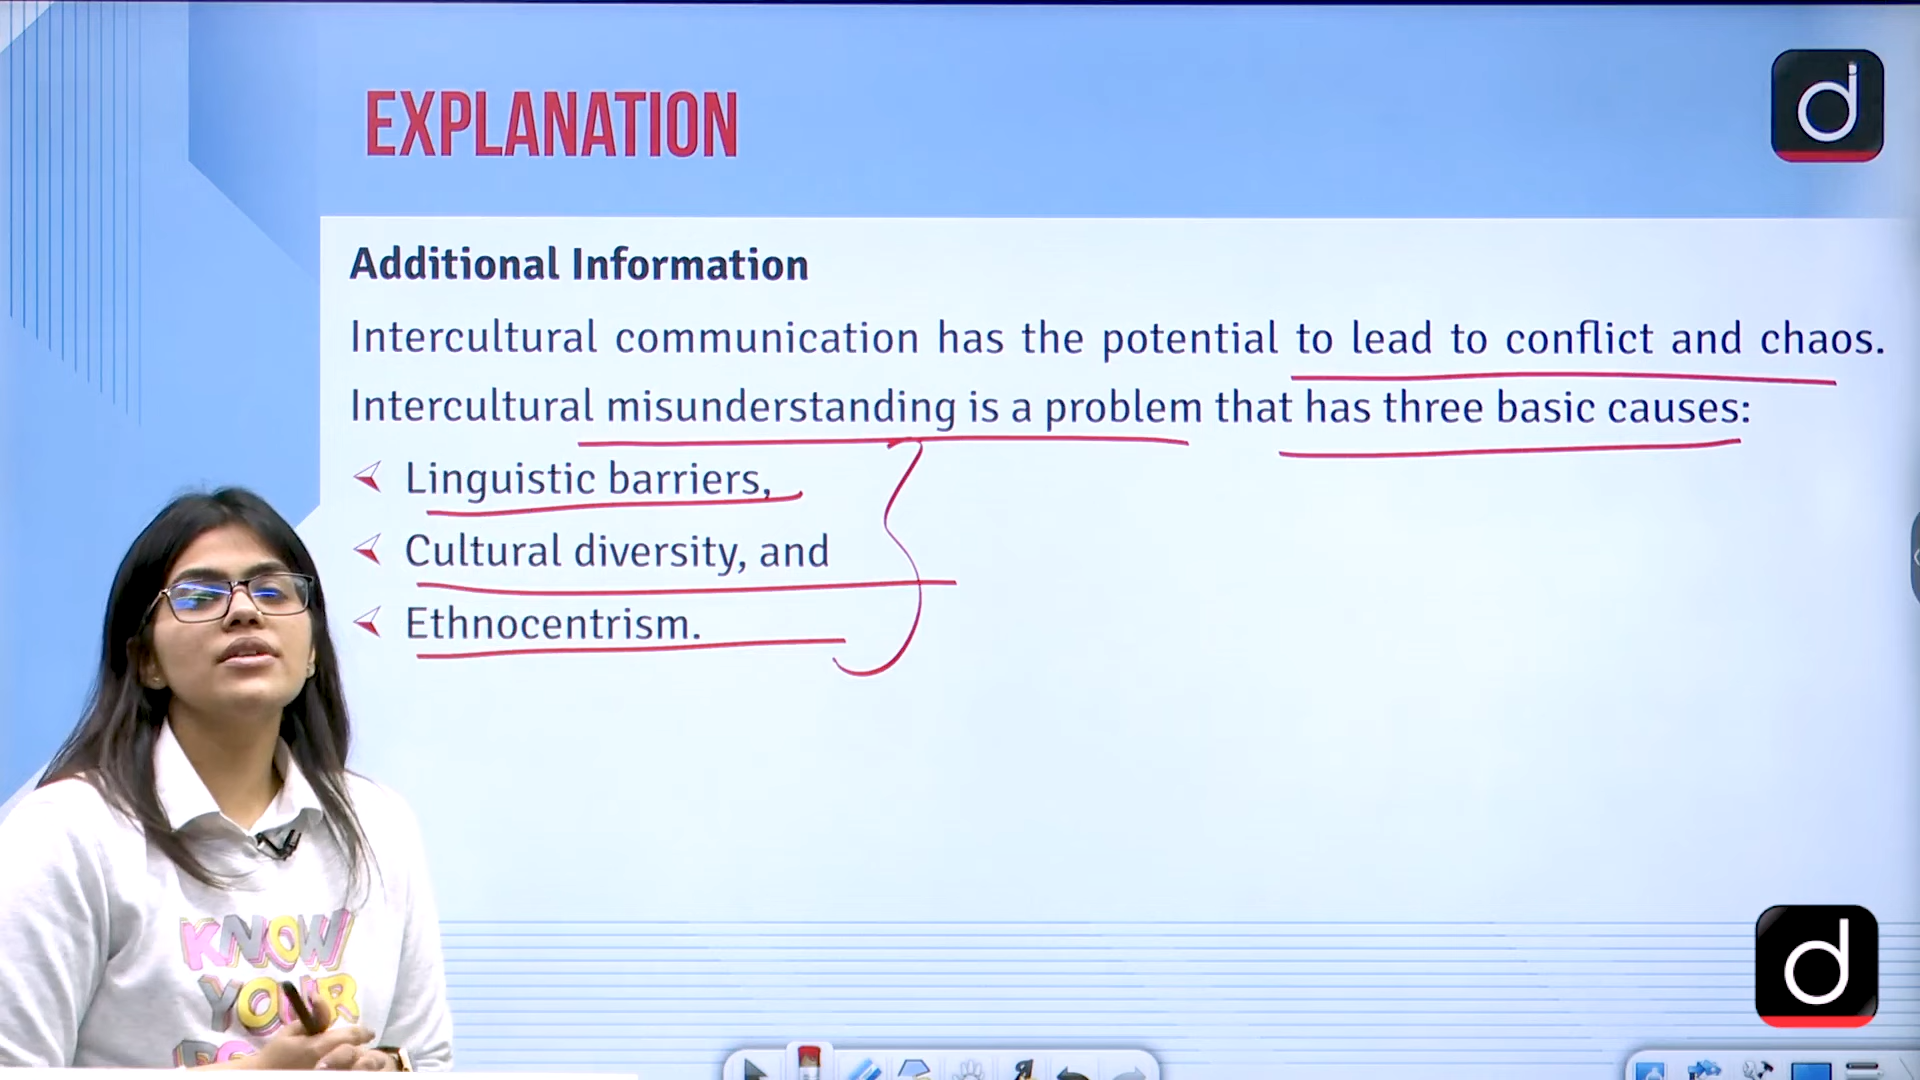 EXPLANATION
Additional Information
Intercultural communication has the potential to lead to conflict and chaos.
Intercultural misunderstanding is a problem that has three basic causes:
Linguistic barriers,
Cultural diversity, and
Ethnocentrism.
KNOW
YOUR
d
d